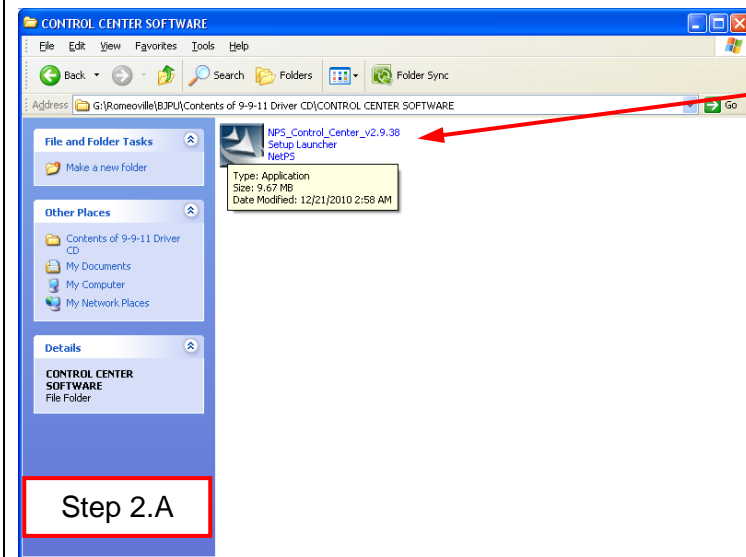 CONTROL CENTER SOFTWARE
File Edit View Favorites Tools Help
Back Search Folders Folder Sync
Address G:\Romeoville\BJPU\Contents of 9-9-11 Driver CD\CONTROL CENTER SOFTWARE Go
File and Folder Tasks
Make a new folder
Other Places
Contents of 9-9-11 Driver
CD
My Documents
My Computer
My Network Places
Details
CONTROL CENTER
SOFTWARE
File Folder
NPS_Control_Center_v2.9.38
Setup Launcher
NetPS
Type: Application
Size: 9.67 MB
Date Modified: 12/21/2010 2:58 AM
Step 2.A